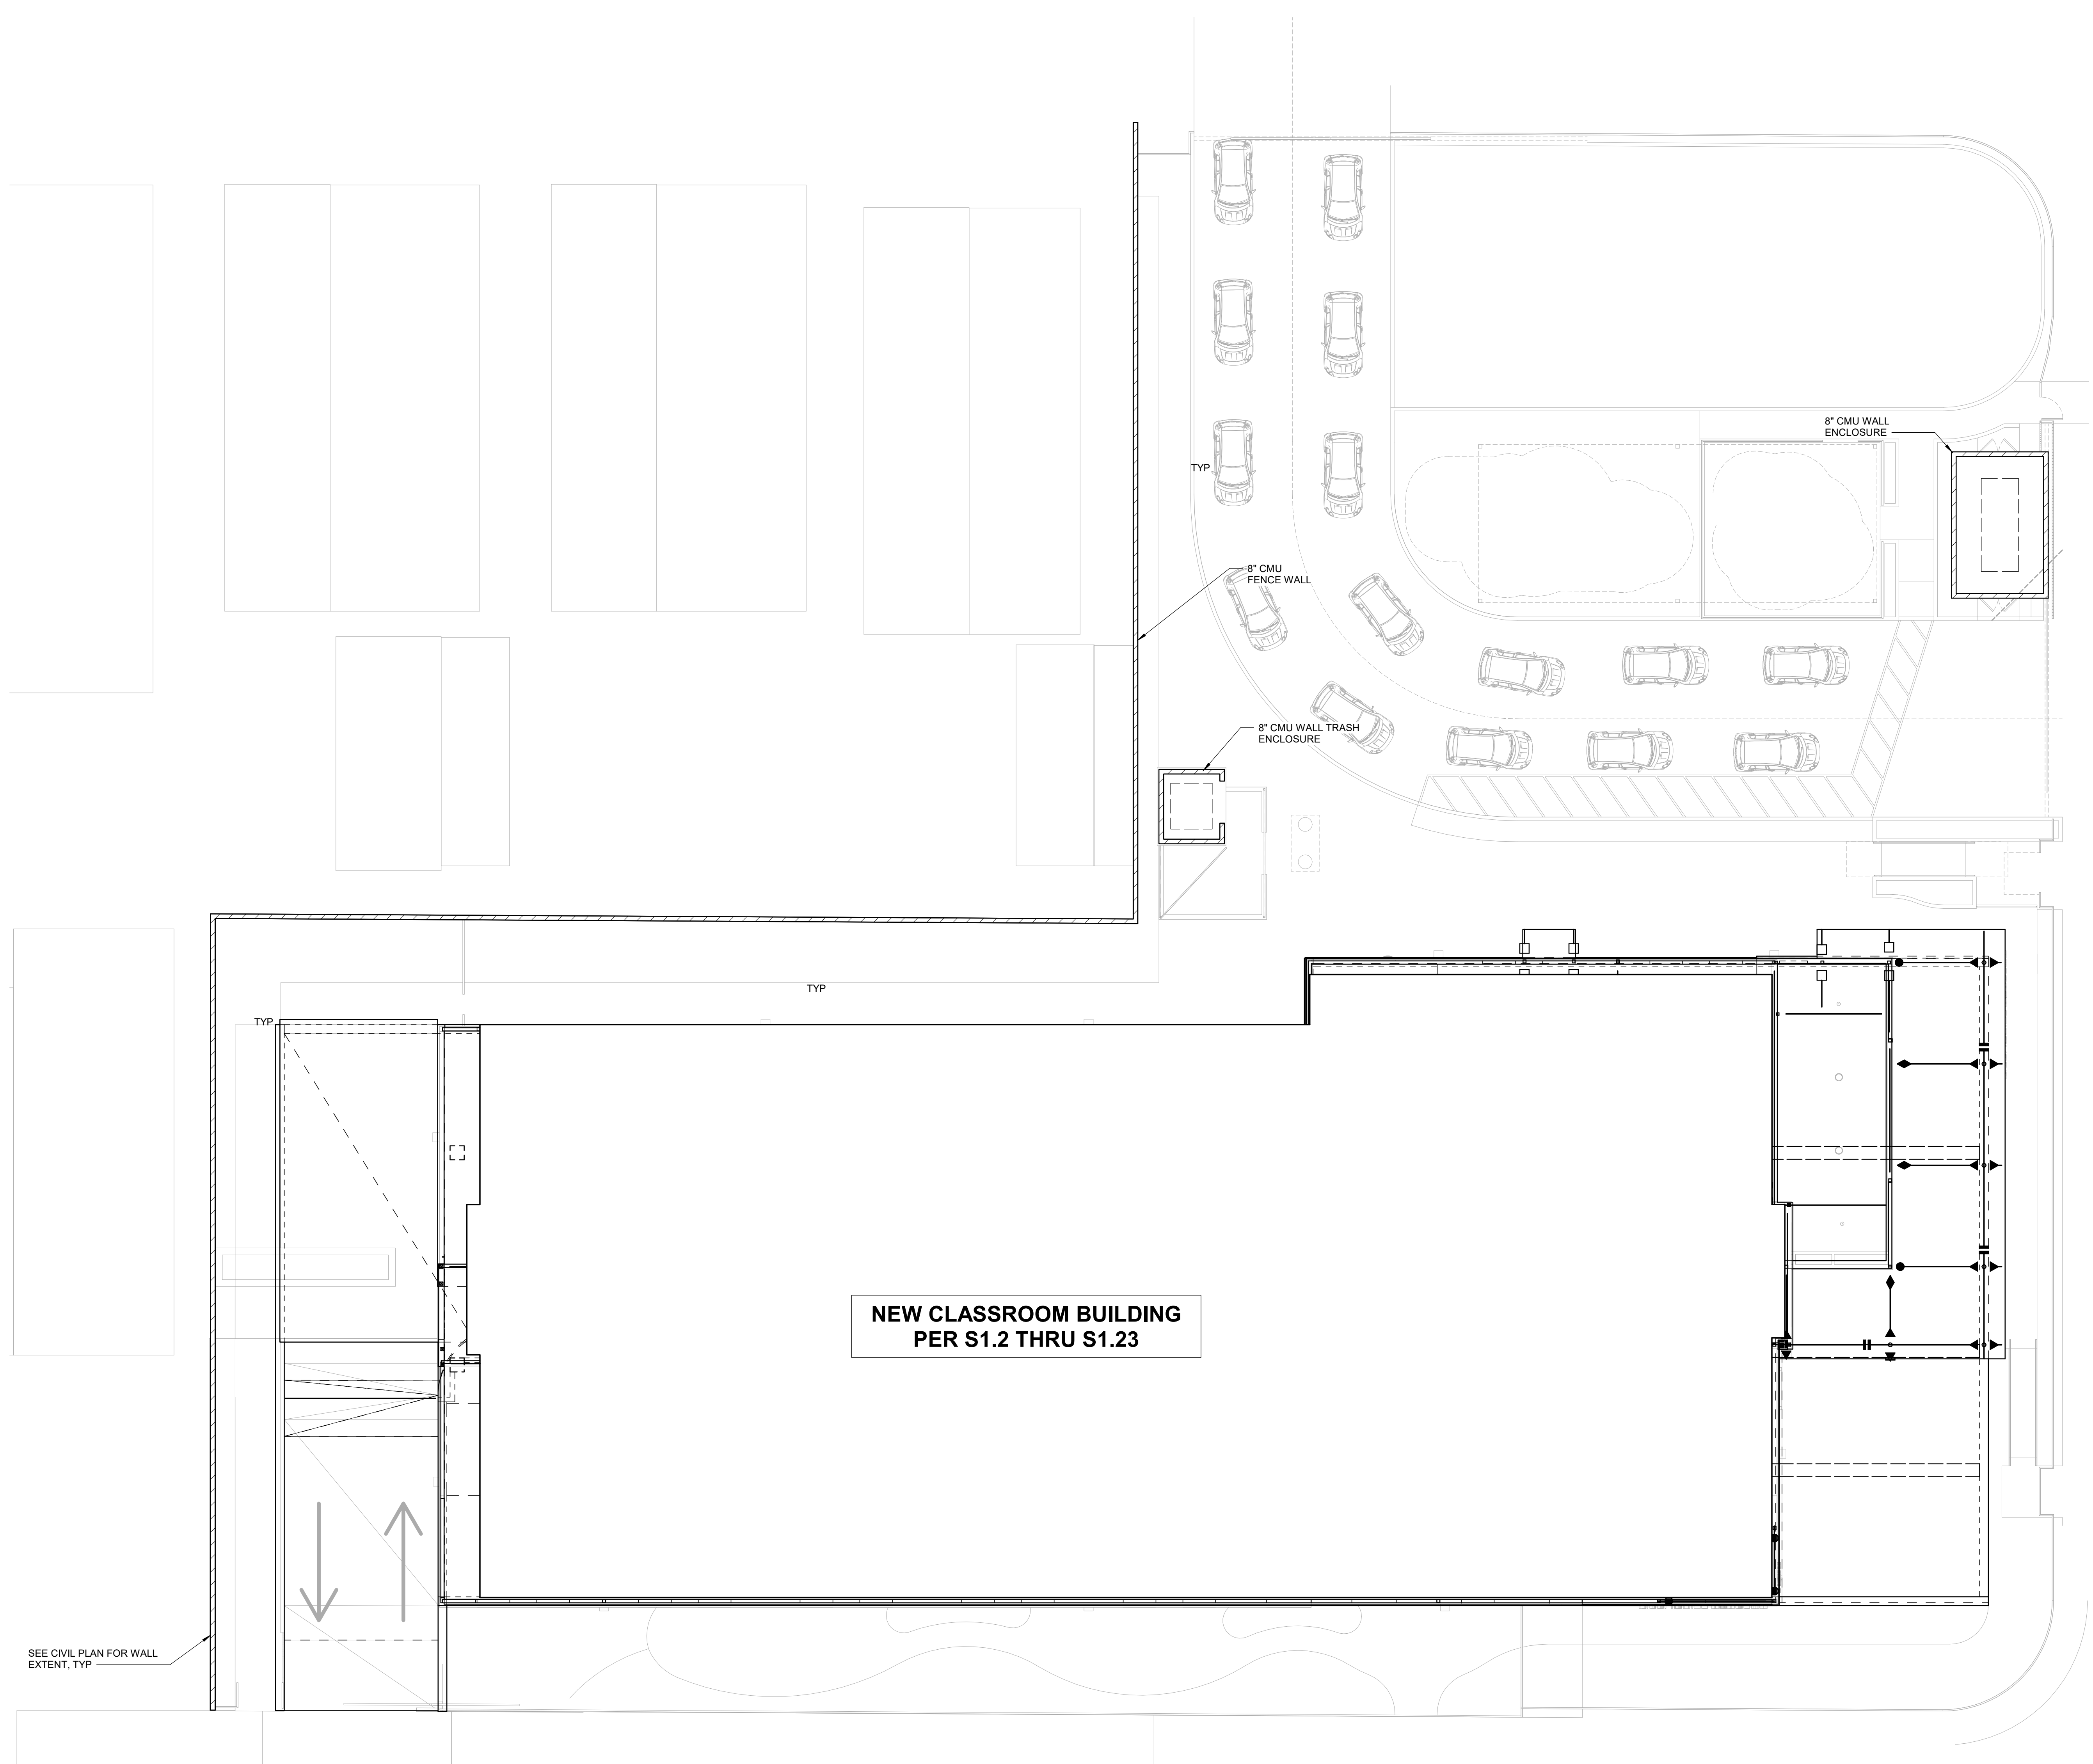 8" CMU WALL
ENCLOSURE
TYP
8" CMU
FENCE WALL
8" CMU WALL TRASH
ENCLOSURE
TYP
TYP
NEW CLASSROOM BUILDING
PER S1.2 THRU S1.23
SEE CIVIL PLAN FOR WALL
EXTENT, TYP